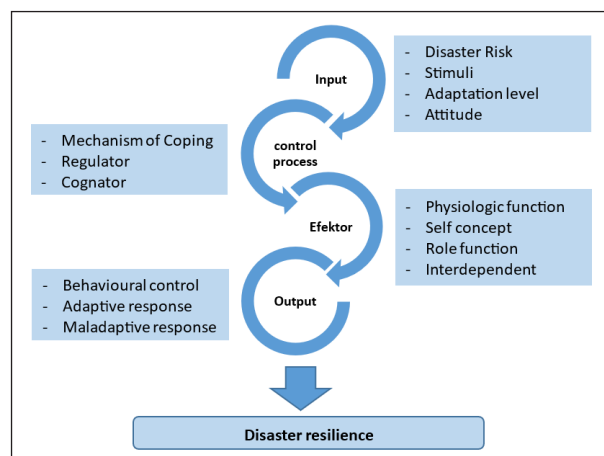 Input
- Disaster Risk
- Stimuli
- Adaptation level
- Attitude
control
process
- Mechanism of Coping
- Regulator
- Cognator
Efektor
- Physiologic function
- Self concept
- Role function
- Interdependent
Output
- Behavioural control
- Adaptive response
- Maladaptive response
Disaster resilience